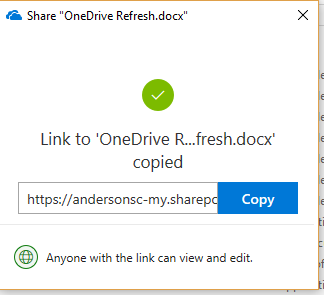 Share "OneDrive Refresh.docx"
Link to 'OneDrive R...fresh.docx'
copied
https://andersonsc-my.sharepc
Copy
Anyone with the link can view and edit.